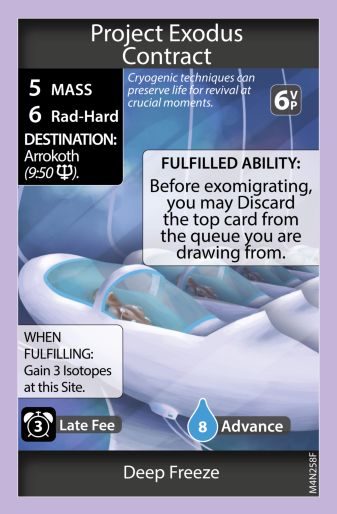 Project Exodus
Contract
5 MASS
6 Rad-Hard
DESTINATION:
Arrokoth
(9:50 ♆).
Cryogenic techniques can
preserve life for revival at
crucial moments.
6 VP
FULFILLED ABILITY:
Before exomigrating,
you may Discard
the top card from
the queue you are
drawing from.
WHEN
FULFILLING:
Gain 3 Isotopes
at this Site.
3 Late Fee
8 Advance
Deep Freeze
M4N258F